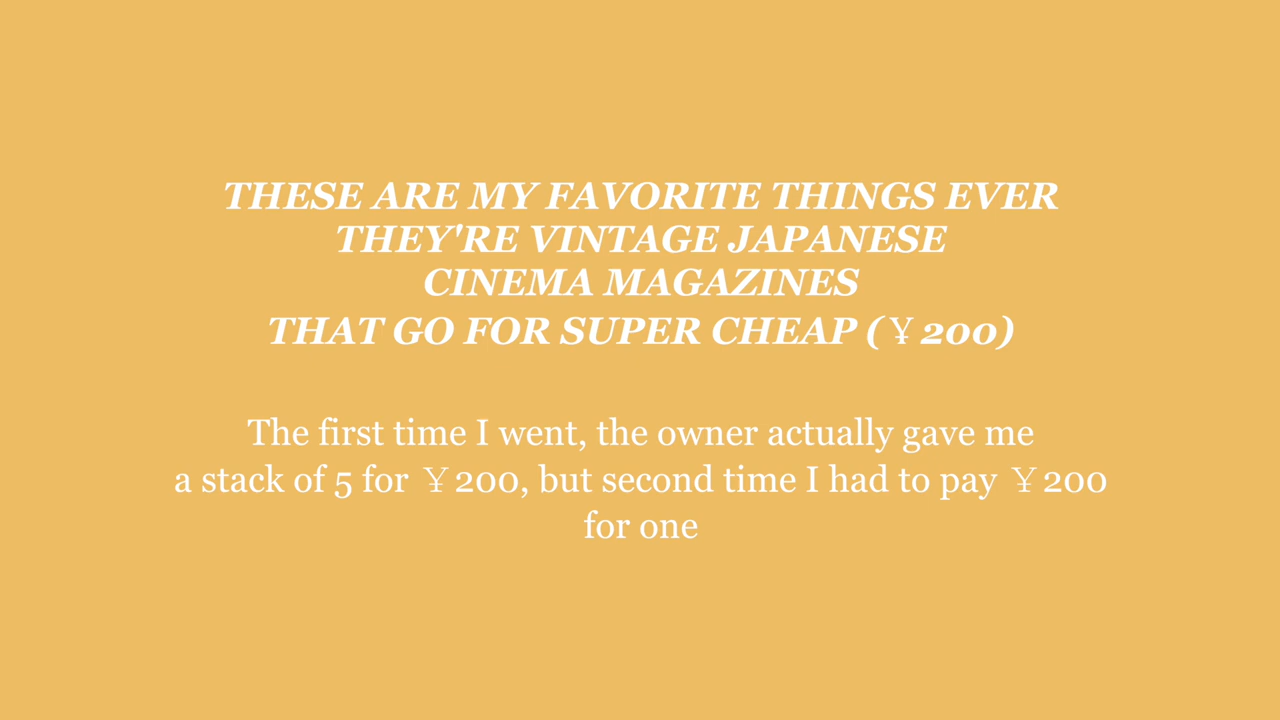 THESE ARE MY FAVORITE THINGS EVER
THEY'RE VINTAGE JAPANESE
CINEMA MAGAZINES
THAT GO FOR SUPER CHEAP (￥200)
The first time I went, the owner actually gave me
a stack of 5 for ￥200, but second time I had to pay ￥200
for one